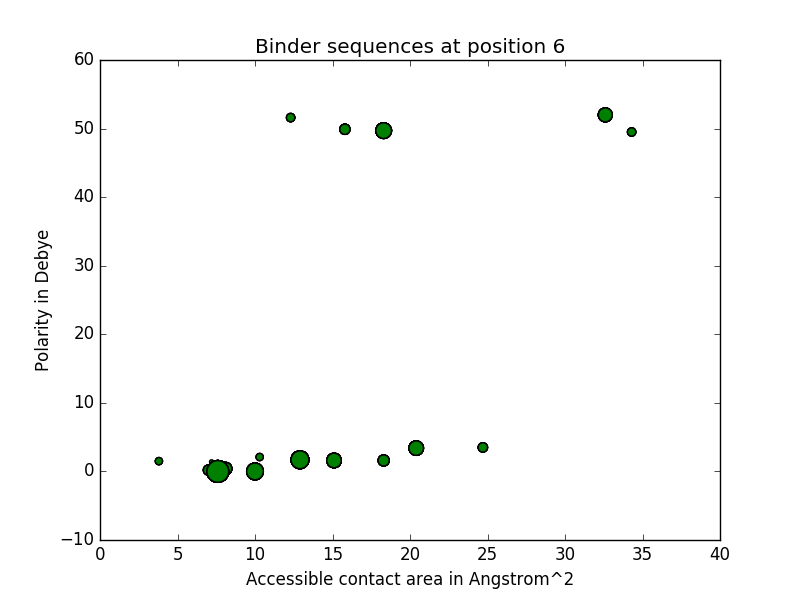 Binder sequences at position 6
60
50
40
30
20
10
0
−10
Polarity in Debye
0 5 10 15 20 25 30 35 40
Accessible contact area in Angstrom^2